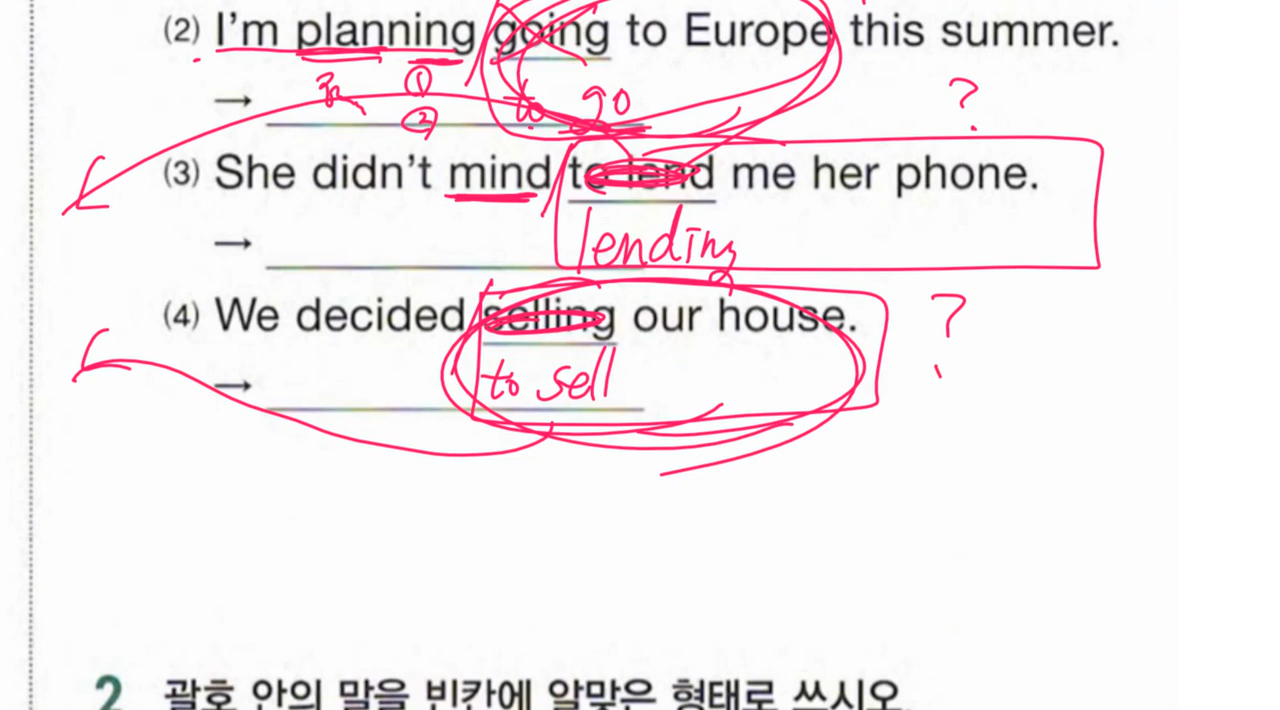 (2) I'm planning going to Europe this summer.
① ②
→ to go
?
(3) She didn't mind to lend me her phone.
→ lending
(4) We decided selling our house.
?
→ to sell
2 괄호 안의 말을 빈칸에 알맞은 형태로 쓰시오.